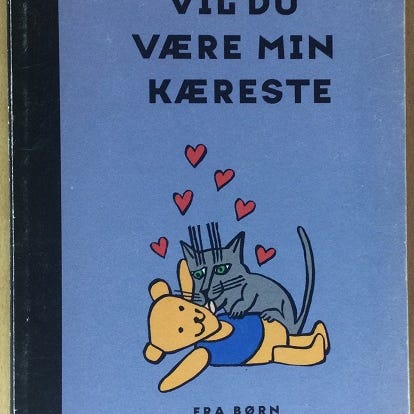 VIL DU
VÆRE MIN
KÆRESTE
FRA BØRN